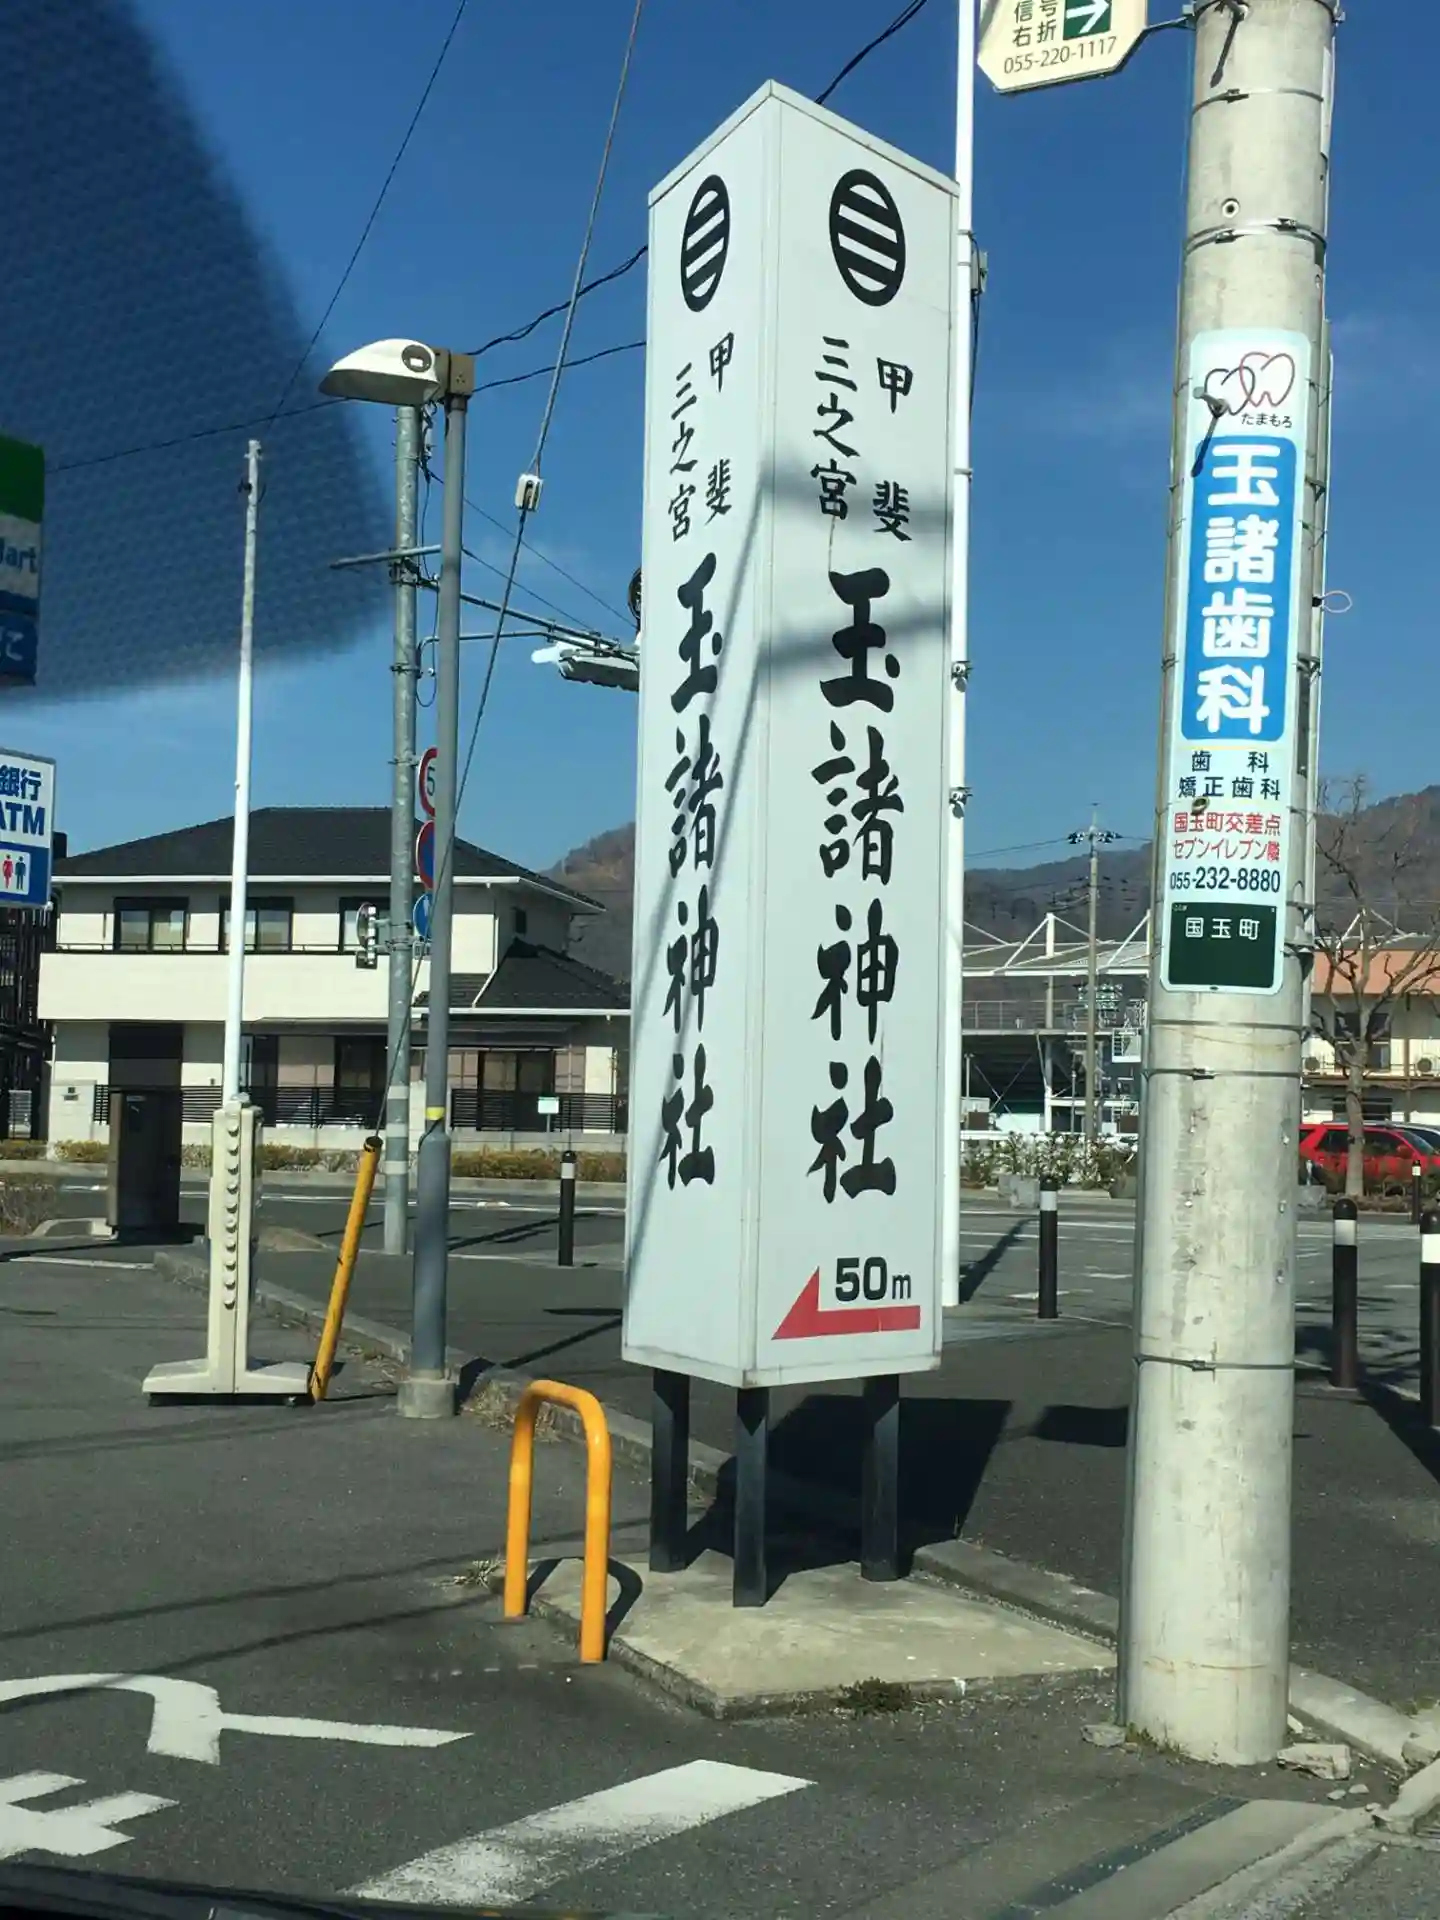 信号
右折
055-220-1117
甲斐
三之宮
玉諸神社
甲斐
三之宮
玉諸神社
50m
たまもろ
玉諸歯科
歯科
矯正歯科
国玉町交差点
セブンイレブン隣
055-232-8880
国玉町
Mart
銀行
ATM
5